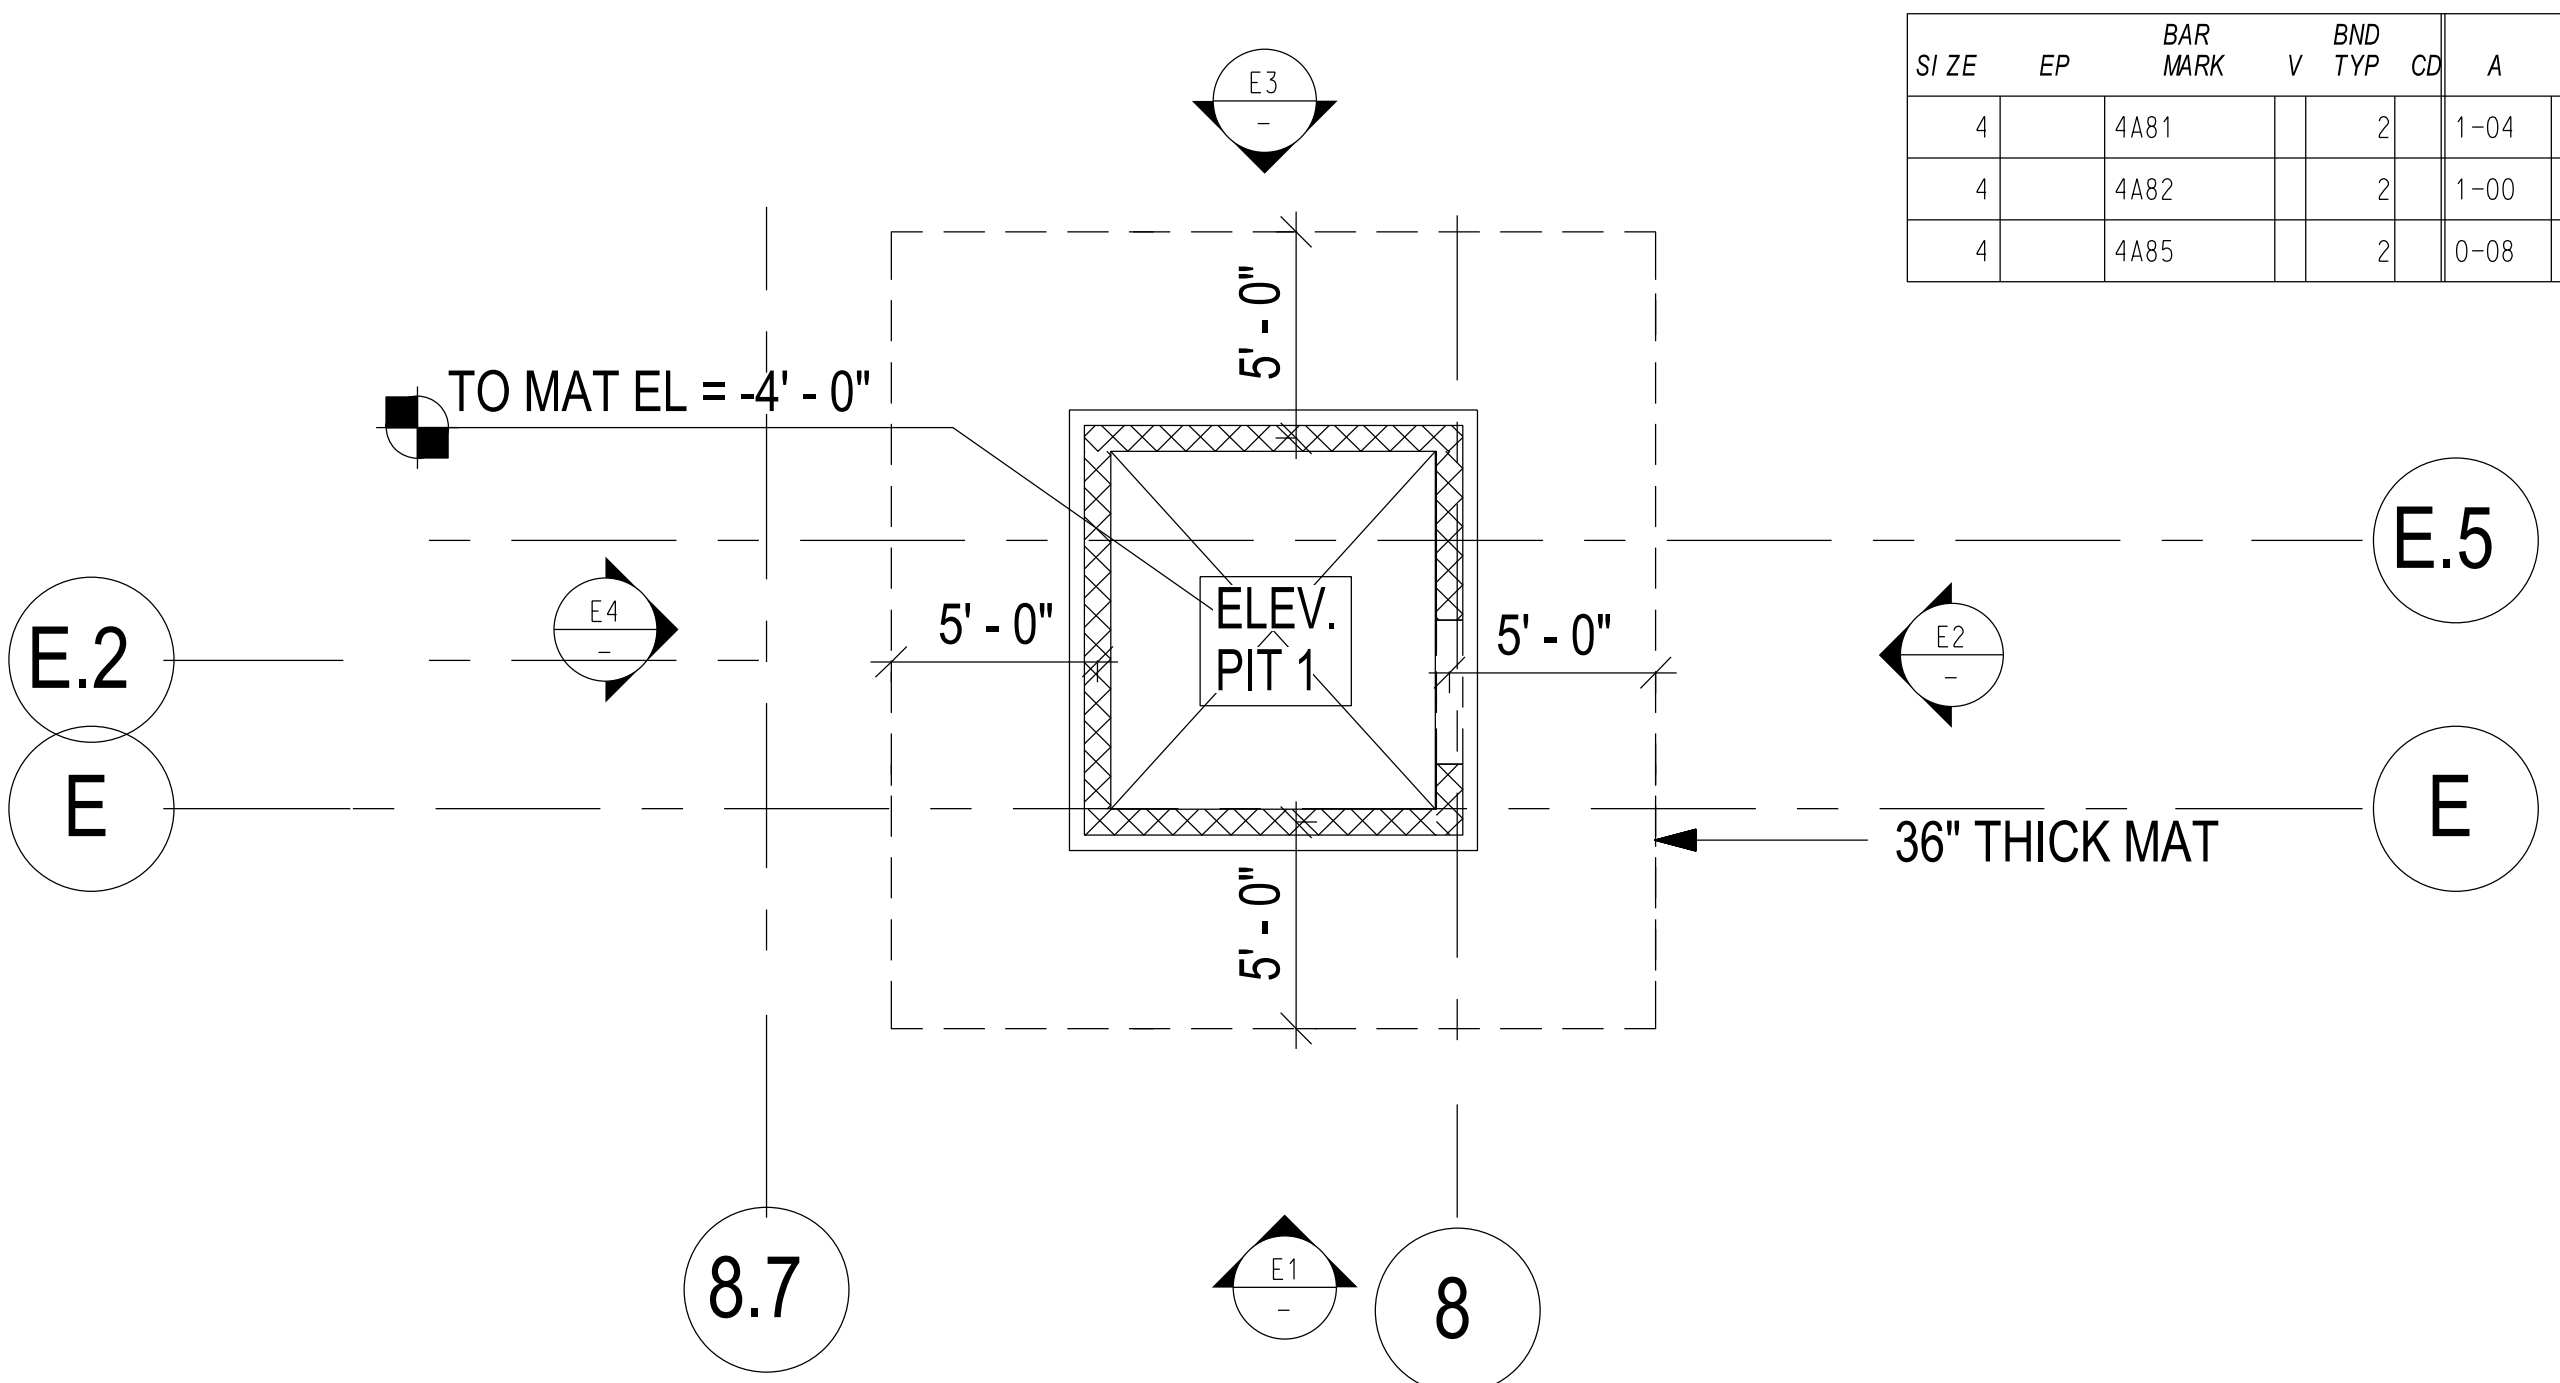 SIZE EP BAR MARK V BND TYP CD A
4 4A81 2 1-04
4 4A82 2 1-00
4 4A85 2 0-08
E3
-
5' - 0"
TO MAT EL = -4' - 0"
E.5
E.2
E4
-
5' - 0"
ELEV.
PIT 1
5' - 0"
E2
-
E
E
36" THICK MAT
5' - 0"
8.7
E1
-
8